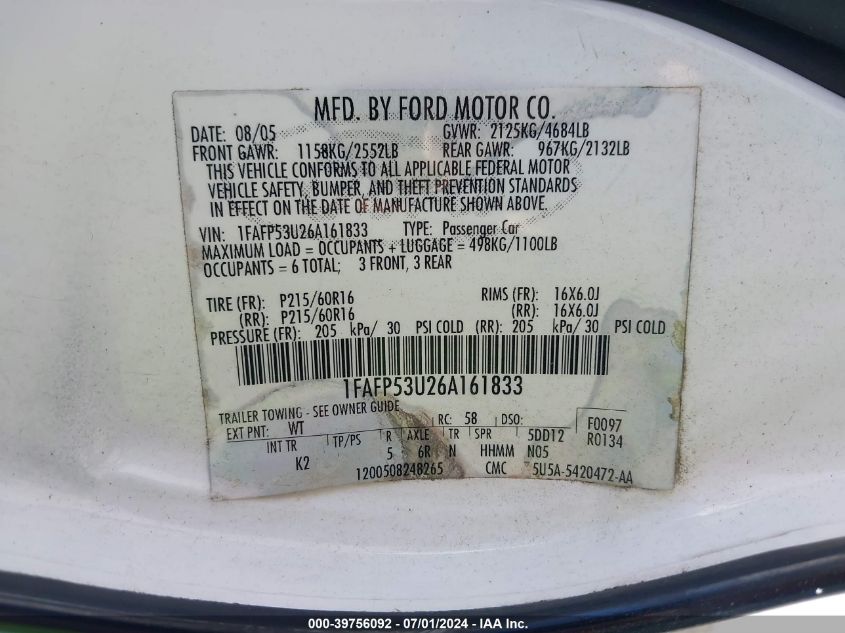 MFD. BY FORD MOTOR CO.
DATE: 08/05 GVWR: 2125KG/4684LB
FRONT GAWR: 1158KG/2552LB REAR GAWR: 967KG/2132LB
THIS VEHICLE CONFORMS TO ALL APPLICABLE FEDERAL MOTOR
VEHICLE SAFETY, BUMPER, AND THEFT PREVENTION STANDARDS
IN EFFECT ON THE DATE OF MANUFACTURE SHOWN ABOVE.
VIN: 1FAFP53U26A161833 TYPE: Passenger Car
MAXIMUM LOAD = OCCUPANTS + LUGGAGE = 498KG/1100LB
OCCUPANTS = 6 TOTAL; 3 FRONT, 3 REAR
TIRE (FR): P215/60R16 RIMS (FR): 16X6.0J
(RR): P215/60R16 (RR): 16X6.0J
PRESSURE (FR): 205 kPa/ 30 PSI COLD (RR): 205 kPa/ 30 PSI COLD
1FAFP53U26A161833
TRAILER TOWING - SEE OWNER GUIDE
EXT PNT: WT RC: 58 DSO: F0097
INT TR TP/PS R AXLE TR SPR 5DD12 R0134
K2 5 6R N HHMM N05
1200508248265 CMC 5U5A-5420472-AA
000-39756092 - 07/01/2024 - IAA Inc.